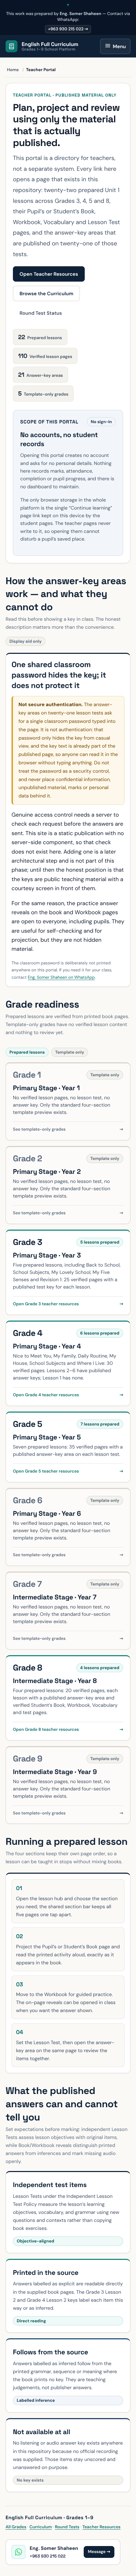 This work was prepared by Eng. Somer Shaheen — Contact via
WhatsApp
+963 930 215 022 →
English Full Curriculum
Grades 1–9 School Platform
Menu
Home / Teacher Portal
TEACHER PORTAL · PUBLISHED MATERIAL ONLY
Plan, project and review
using only the material
that is actually
published.
This portal is a directory for teachers,
not a separate system. Every link here
opens a page that exists in this
repository: twenty-two prepared Unit 1
lessons across Grades 3, 4, 5 and 8,
their Pupil's or Student's Book,
Workbook, Vocabulary and Lesson Test
pages, and the answer-key areas that
are published on twenty-one of those
tests.
Open Teacher Resources
Browse the Curriculum
Round Test Status
22 Prepared lessons
110 Verified lesson pages
21 Answer-key areas
5 Template-only grades
SCOPE OF THIS PORTAL
No sign-in
No accounts, no student
records
Opening this portal creates no account
and asks for no personal details. Nothing
here records marks, attendance,
completion or pupil progress, and there is
no dashboard to maintain.
The only browser storage in the whole
project is the single "Continue learning"
page link kept on this device by the
student pages. The teacher pages never
write to it, so opening them cannot
disturb a pupil's saved place.
How the answer-key areas
work — and what they
cannot do
Read this before showing a key in class. The honest
description matters more than the convenience.
Display aid only
One shared classroom
password hides the key; it
does not protect it
Not secure authentication. The answer-
key areas on twenty-one lesson tests ask
for a single classroom password typed into
the page. It is not authentication: that
password only hides the key from casual
view, and the key is already part of the
published page, so anyone can read it in the
browser without typing anything. Do not
treat the password as a security control,
and never place confidential information,
unpublished material, marks or personal
data behind it.
Genuine access control needs a server to
check each request before the answers are
sent. This site is a static publication with no
server-side component, so that check
does not exist here. Adding one is a later-
phase task; until then the honest position is that
the keys are public teaching support with a
courtesy cover on them.
For the same reason, the practice answer
reveals on the book and Workbook pages
are ordinary teaching aids, including pupils. They
are useful to scaffold and for self-
projection, but they are not hidden
material.
The classroom password is deliberately not printed
anywhere on this portal. If you need it for your class,
contact Eng. Somer Shaheen on WhatsApp.
Grade readiness
Prepared lessons are verified from printed book pages.
Template-only grades have no verified lesson content
and nothing is yet to review.
Prepared lessons
Template only
Grade 1
Template only
Primary Stage · Year 1
No verified lesson pages, no lesson test, no
answer key. Only the standard four-section
template preview exists.
See template-only grades →
Grade 2
Template only
Primary Stage · Year 2
No verified lesson pages, no lesson test, no
answer key. Only the standard four-section
template preview exists.
See template-only grades →
Grade 3
5 lessons prepared
Primary Stage · Year 3
Five prepared lessons, including Back to School,
School Subjects, My Lovely School, My Five
Senses and Revision 1: 25 verified pages with a
published test key for each lesson.
Open Grade 3 teacher resources →
Grade 4
6 lessons prepared
Primary Stage · Year 4
Nice to Meet You, My Family, Daily Routine, My
House, School Subjects and Where I Live: 30
verified pages. Lessons 2–6 have published
answer keys; Lesson 1 has none.
Open Grade 4 teacher resources →
Grade 5
7 lessons prepared
Primary Stage · Year 5
Seven prepared lessons: 35 verified pages with a
published answer-key area on each lesson test.
Open Grade 5 teacher resources →
Grade 6
Template only
Primary Stage · Year 6
No verified lesson pages, no lesson test, no
answer key. Only the standard four-section
template preview exists.
See template-only grades →
Grade 7
Template only
Intermediate Stage · Year 7
No verified lesson pages, no lesson test, no
answer key. Only the standard four-section
template preview exists.
See template-only grades →
Grade 8
4 lessons prepared
Intermediate Stage · Year 8
Four prepared lessons: 20 verified pages, each
lesson with a published answer-key area and
verified Student's Book, Workbook, Vocabulary
and test pages.
Open Grade 8 teacher resources →
Grade 9
Template only
Intermediate Stage · Year 9
No verified lesson pages, no lesson test, no
answer key. Only the standard four-section
template preview exists.
See template-only grades →
Running a prepared lesson
The four sections keep their own page order, so a
lesson can be taught in steps without missing books.
01
Open the lesson hub and choose the section
you need; the shared section bar keeps all
five pages one tap apart.
02
Project the Pupil's or Student's Book page and
read the printed activity aloud, exactly as it
appears in the book.
03
Move to the Workbook for guided practice.
The on-page reveals can be opened in class
when you want the answer shown.
04
Set the Lesson Test, then open the answer-
key area on the same page to review the
items together.
What the published
answers can and cannot
tell you
Set expectations before marking: independent Lesson
Tests assess lesson objectives with original items,
while Book/Workbook reveals distinguish printed
answers from inferences and mark missing audio
openly.
Independent test items
Lesson Tests under the Independent Lesson
Test Policy measure the lesson's learning
objectives, vocabulary and grammar using new
questions and contexts rather than copying
book exercises.
Objective-aligned
Printed in the source
Answers labelled as explicit are readable directly
in the supplied book pages. The Grade 3 Lesson
2 and Grade 4 Lesson 2 keys label each item this
way or as inferred.
Direct reading
Follows from the source
Answers labelled as inferred follow from the
printed grammar, sequence or meaning where
the book prints no key. They are teaching
judgements, not publisher answers.
Labelled inference
Not available at all
No listening or audio answer key exists anywhere
in this repository because no official recording
was supplied. Those items stay unscored and
unanswered on purpose.
No key exists
English Full Curriculum · Grades 1–9
All Grades Curriculum Round Tests Teacher Resources
Eng. Somer Shaheen
+963 930 215 022
Message →